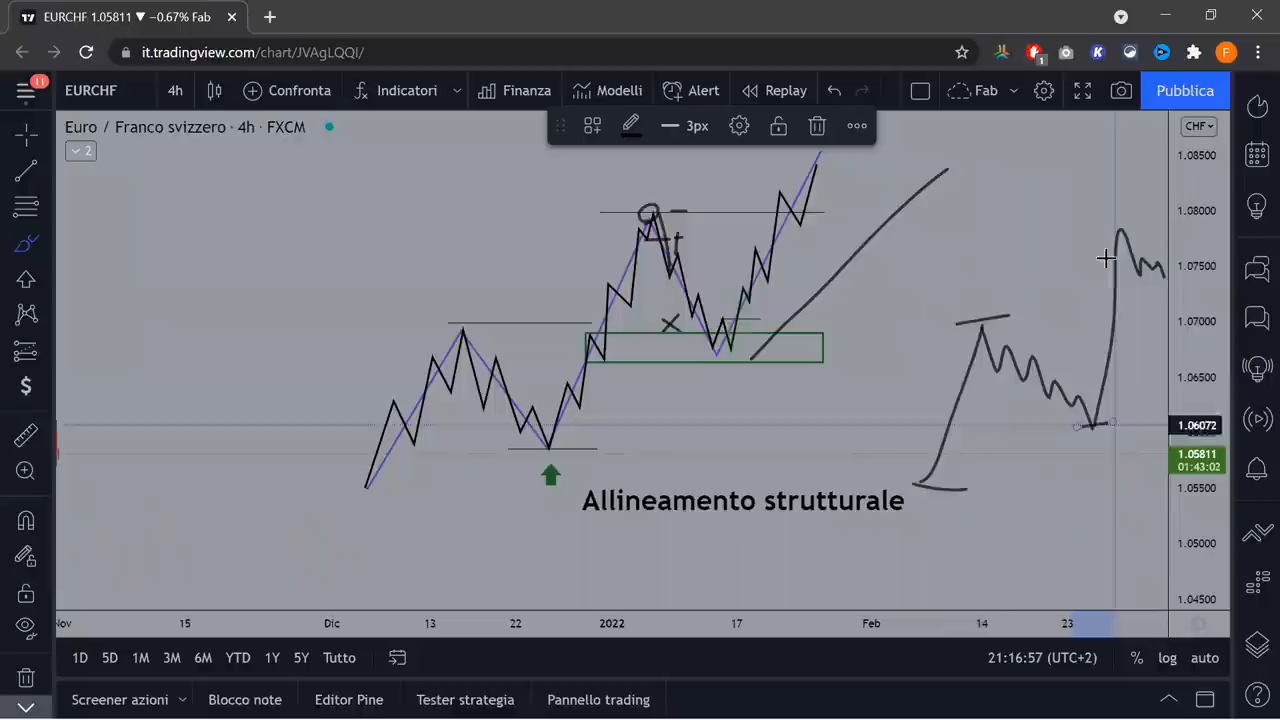 EURCHF 1.05811 ▼ −0.67% Fab
it.tradingview.com/chart/JVAgLQQI/
1
F
11
EURCHF
4h
Confronta
Indicatori
Finanza
Modelli
Alert
Replay
Fab
Pubblica
Euro / Franco svizzero · 4h · FXCM
3px
CHF
2
1.08500
1.08000
1.07500
1.07000
1.06500
1.06072
1.05811
01:43:02
1.05500
1.05000
1.04500
t
Allineamento strutturale
Nov
15
Dic
13
22
2022
17
Feb
14
23
1D
5D
1M
3M
6M
YTD
1Y
5Y
Tutto
21:16:57 (UTC+2)
%
log
auto
Screener azioni
Blocco note
Editor Pine
Tester strategia
Pannello trading